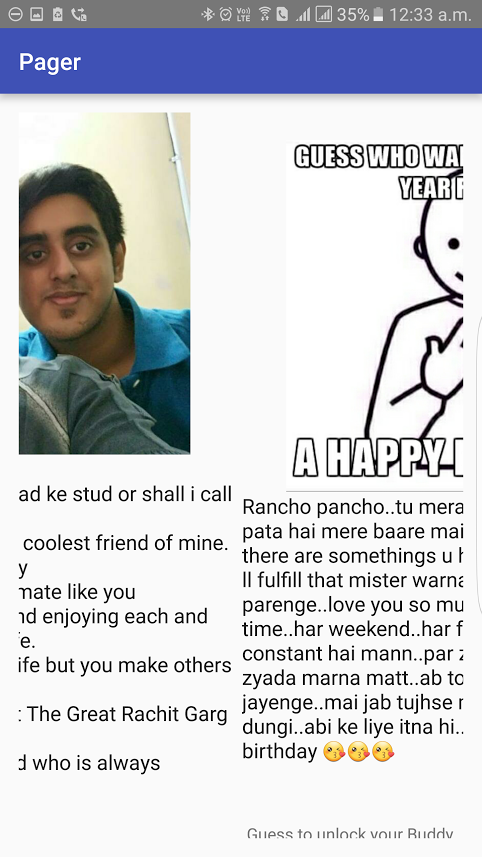 Vo))
LTE
35%
12:33 a.m.
Pager
ad ke stud or shall i call
coolest friend of mine.
y
mate like you
nd enjoying each and
e.
ife but you make others
: The Great Rachit Garg
d who is always
GUESS WHO WA
YEAR
A HAPPY
Rancho pancho..tu mera
pata hai mere baare mai
there are somethings u h
ll fulfill that mister warna
parenge..love you so mu
time..har weekend..har f
constant hai mann..par z
zyada marna matt..ab to
jayenge..mai jab tujhse r
dungi..abi ke liye itna hi..
birthday 😘😘😘
Guess to unlock your Buddy